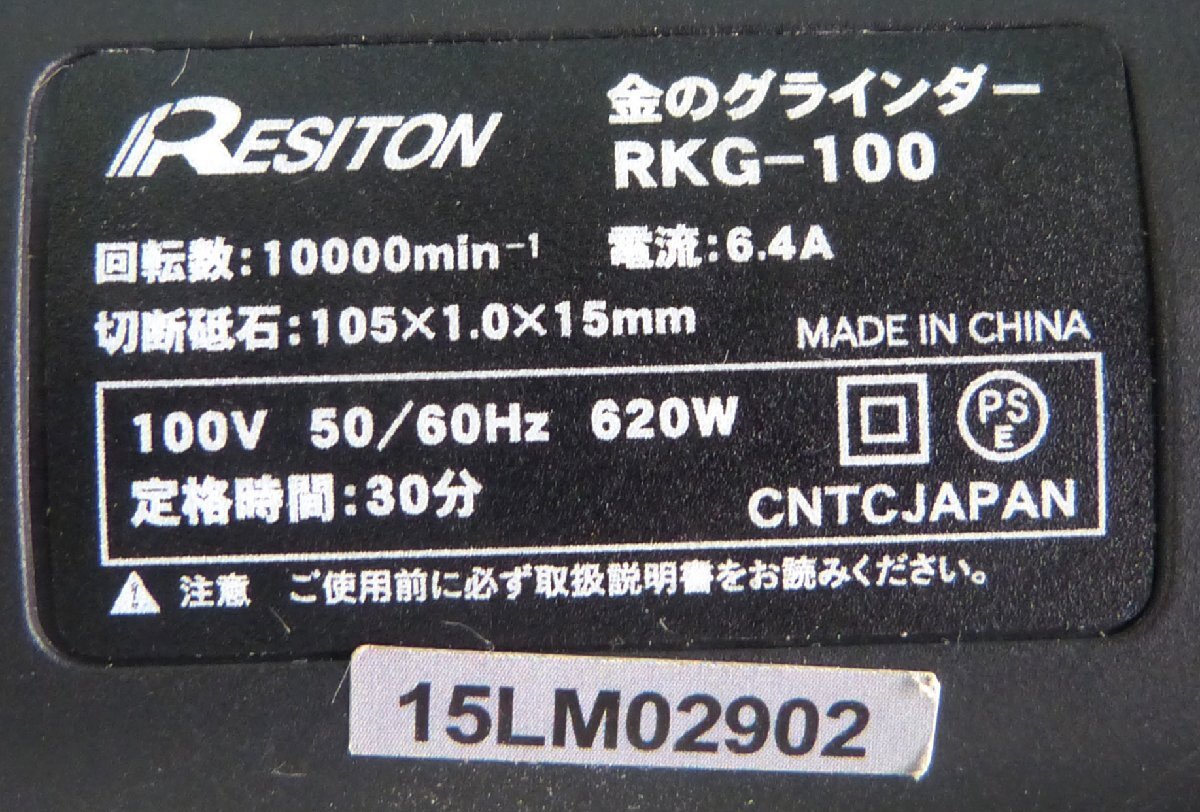 RESITON
金のグラインダー
RKG-100
回転数:10000min⁻¹ 電流:6.4A
切断砥石:105×1.0×15mm
MADE IN CHINA
100V 50/60Hz 620W
PS
E
定格時間:30分
CNTCJAPAN
注意 ご使用前に必ず取扱説明書をお読みください。
15LM02902